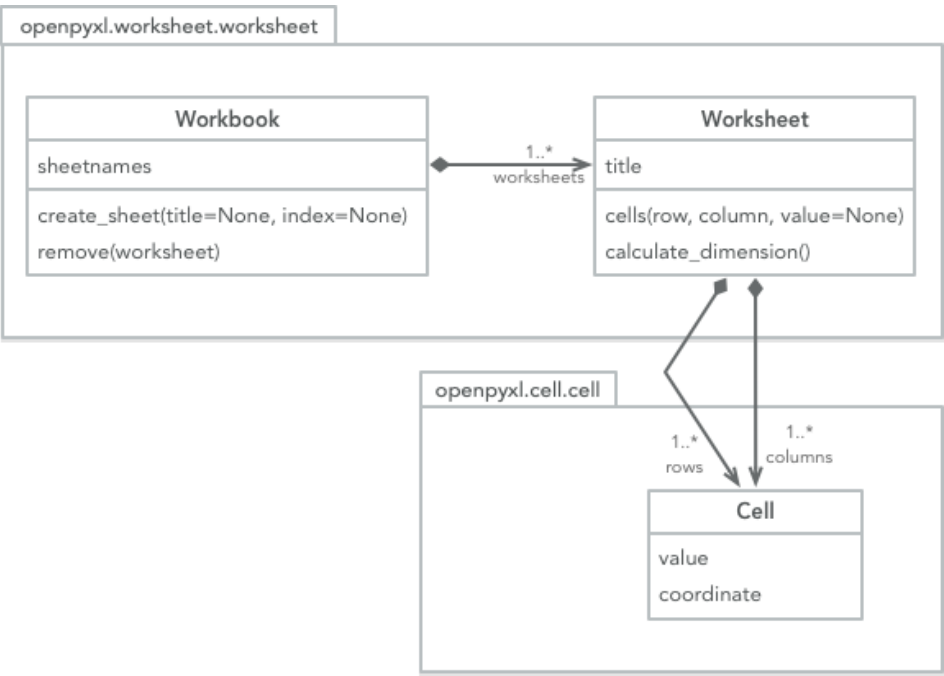 openpyxl.worksheet.worksheet
Workbook
sheetnames
create_sheet(title=None, index=None)
remove(worksheet)
1..*
worksheets
Worksheet
title
cells(row, column, value=None)
calculate_dimension()
openpyxl.cell.cell
1..*
rows
1..*
columns
Cell
value
coordinate